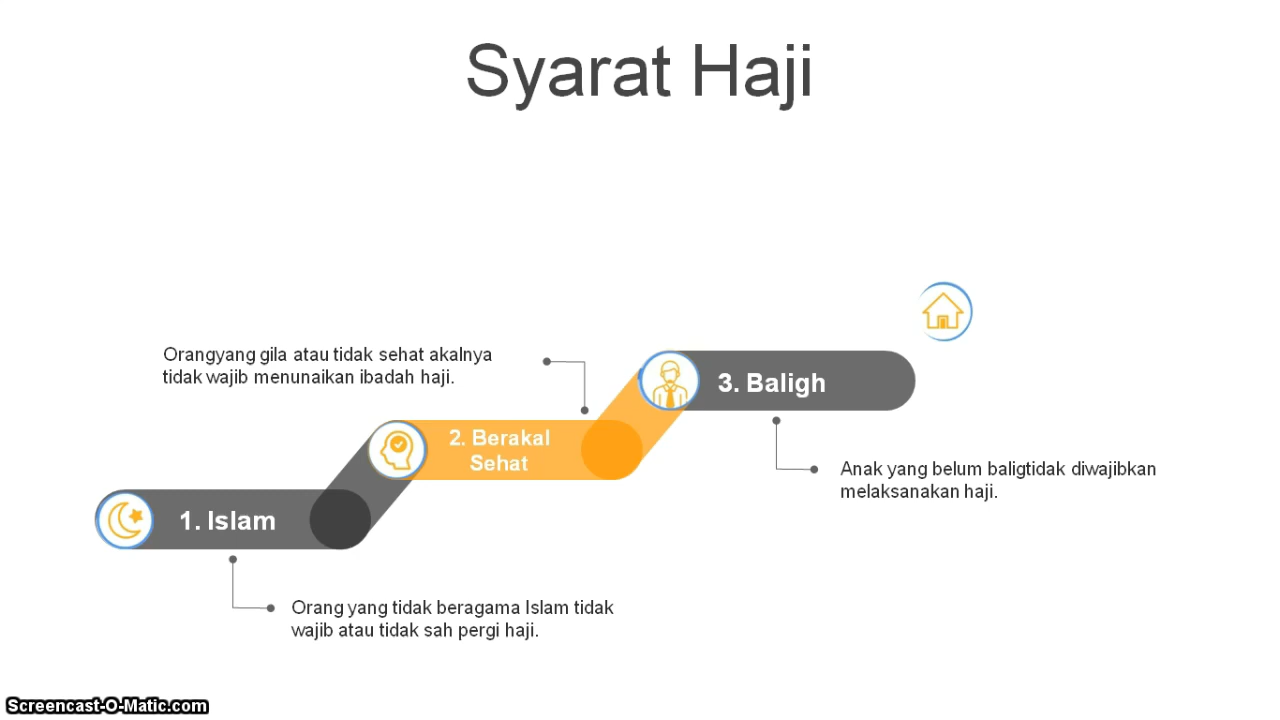 Syarat Haji
Orangyang gila atau tidak sehat akalnya
tidak wajib menunaikan ibadah haji.
3. Baligh
2. Berakal
Sehat
Anak yang belum baligtidak diwajibkan
melaksanakan haji.
1. Islam
Orang yang tidak beragama Islam tidak
wajib atau tidak sah pergi haji.
Screencast-O-Matic.com